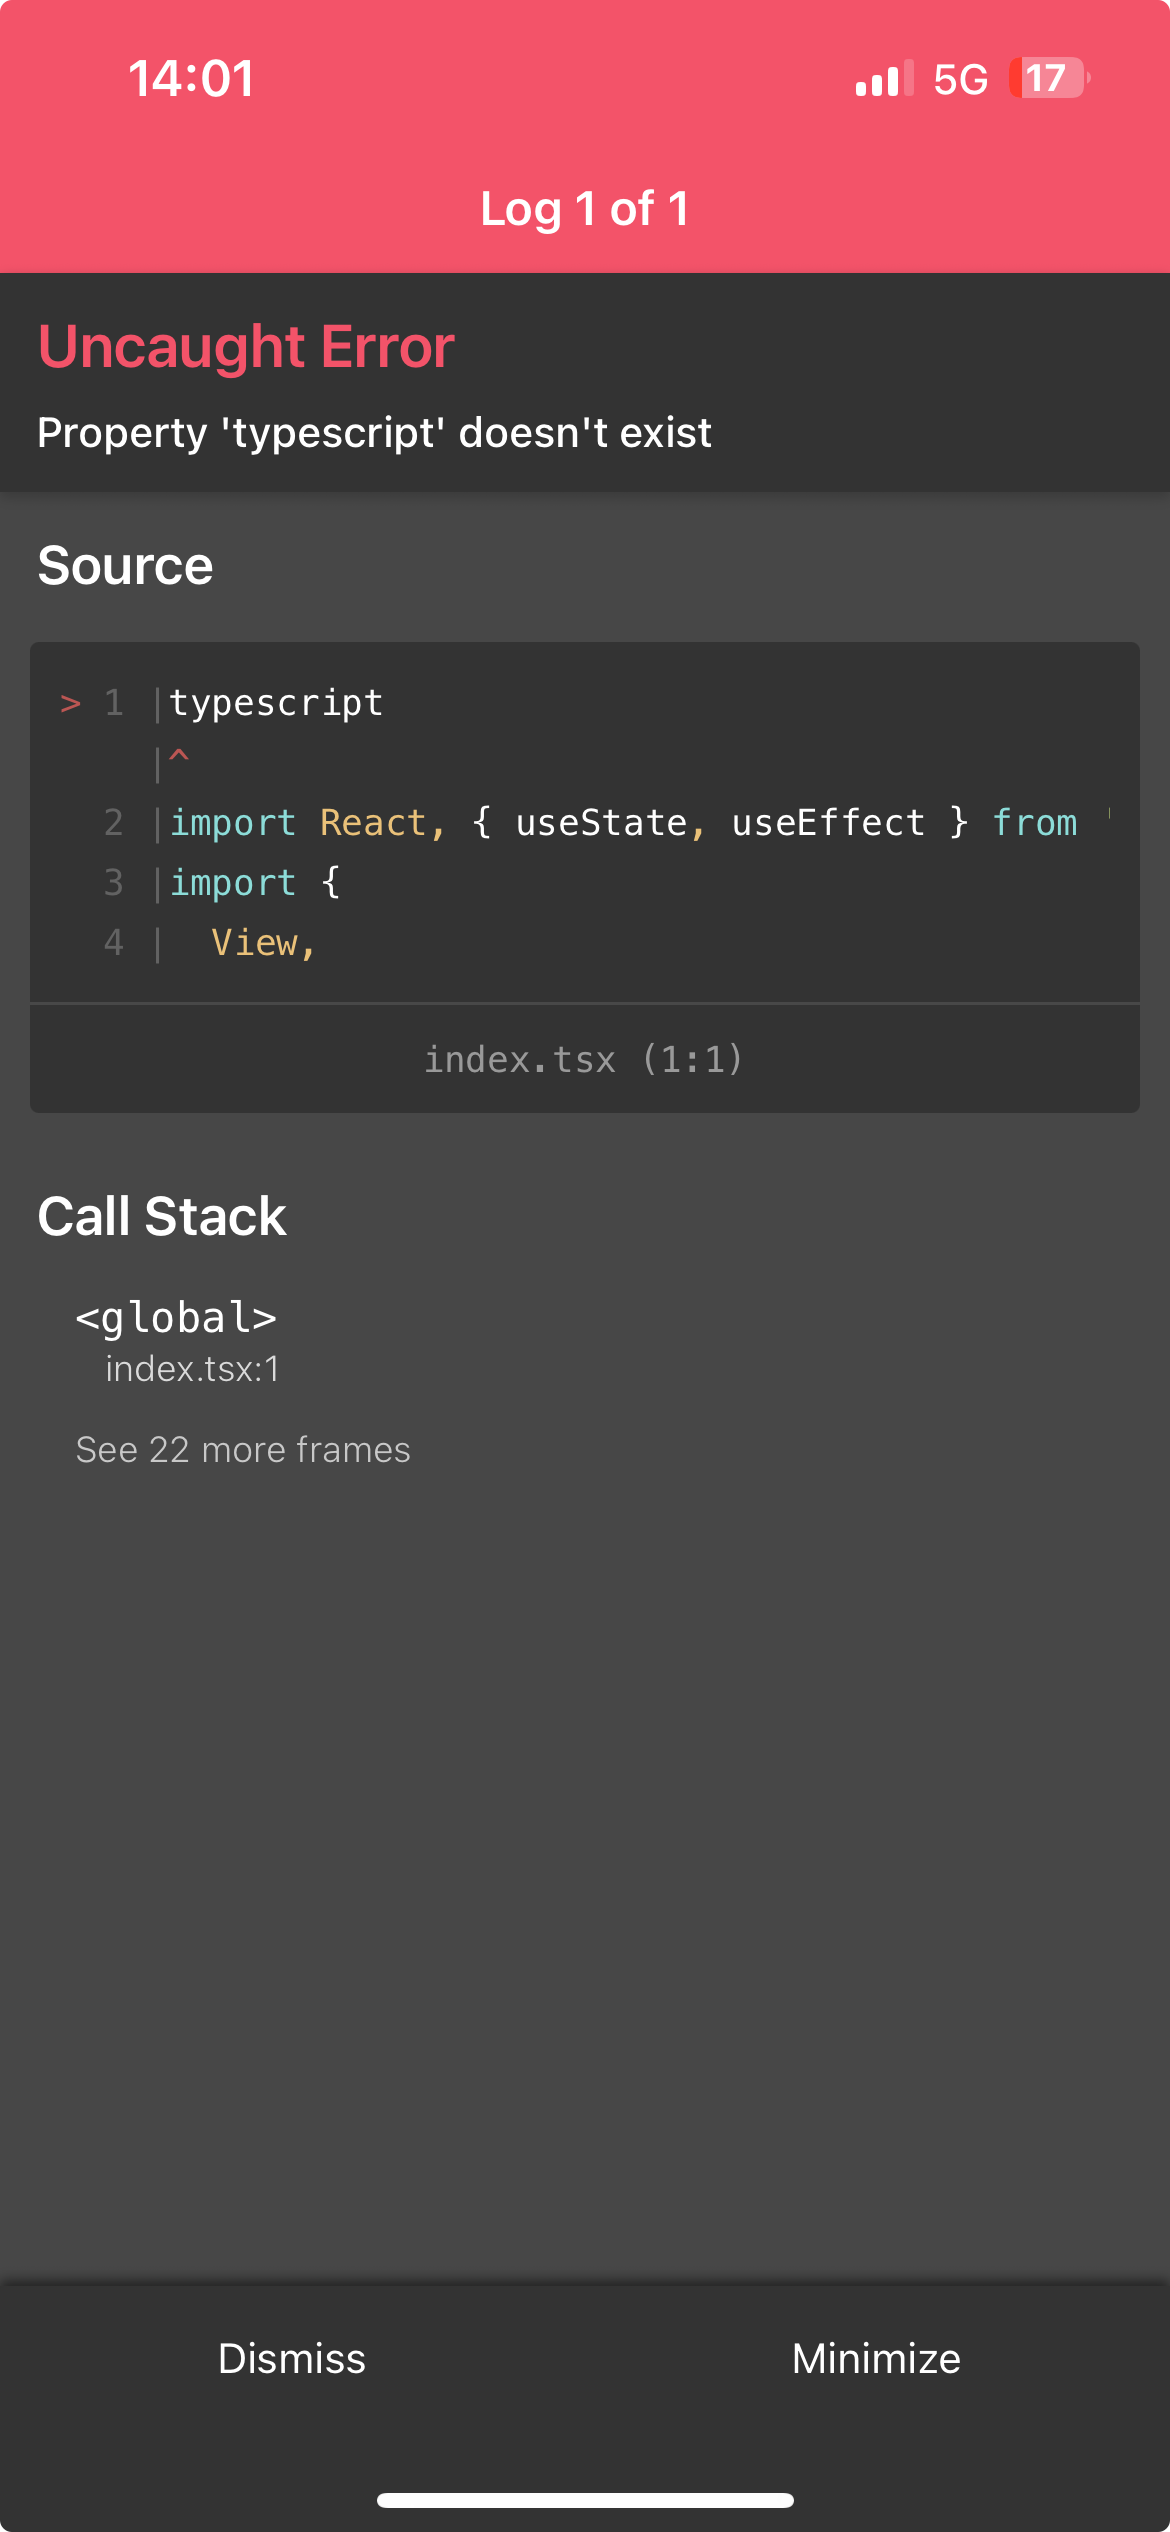 14:01 5G 17
Log 1 of 1
Uncaught Error
Property 'typescript' doesn't exist
Source
> 1 |typescript
|^
2 |import React, { useState, useEffect } from '
3 |import {
4 |  View,
index.tsx (1:1)
Call Stack
<global>
index.tsx:1
See 22 more frames
Dismiss Minimize